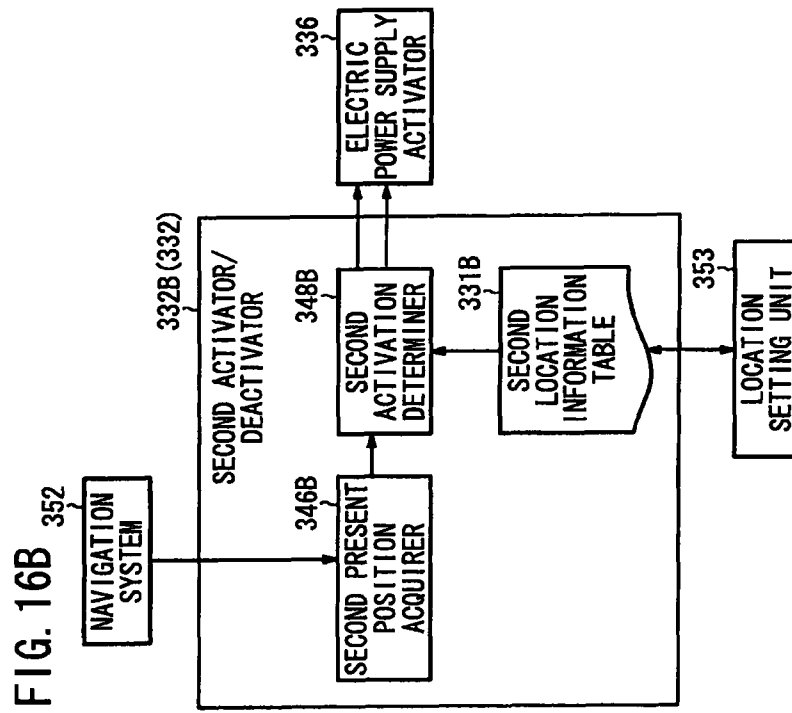 FIG. 16B
352
NAVIGATION
SYSTEM
332B (332)
SECOND ACTIVATOR/
DEACTIVATOR
346B
SECOND PRESENT
POSITION
ACQUIRER
348B
SECOND
ACTIVATION
DETERMINER
336
ELECTRIC
POWER SUPPLY
ACTIVATOR
331B
SECOND
LOCATION
INFORMATION
TABLE
353
LOCATION
SETTING UNIT